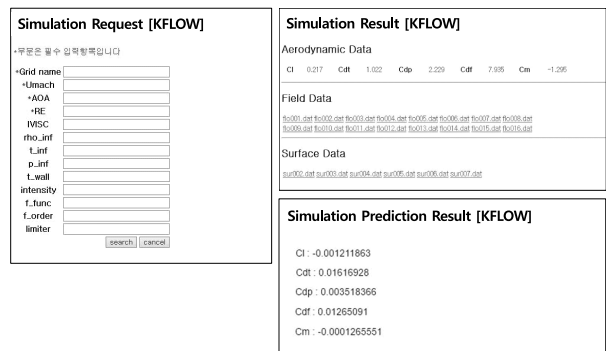 Simulation Request [KFLOW]
*부문은 필수 입력항목입니다
*Grid name
*Umach
*AOA
*RE
IVISC
rho_inf
t_inf
p_inf
t_wall
intensity
f_func
f_order
limiter
search cancel
Simulation Result [KFLOW]
Aerodynamic Data
Cl 0.217 Cdt 1.022 Cdp 2.229 Cdf 7.935 Cm -1.295
Field Data
flo001.dat flo002.dat flo003.dat flo004.dat flo005.dat flo006.dat flo007.dat flo008.dat
flo009.dat flo010.dat flo011.dat flo012.dat flo013.dat flo014.dat flo015.dat flo016.dat
Surface Data
sur002.dat sur003.dat sur004.dat sur005.dat sur006.dat sur007.dat
Simulation Prediction Result [KFLOW]
Cl : -0.001211863
Cdt : 0.01616928
Cdp : 0.003518366
Cdf : 0.01265091
Cm : -0.0001265551